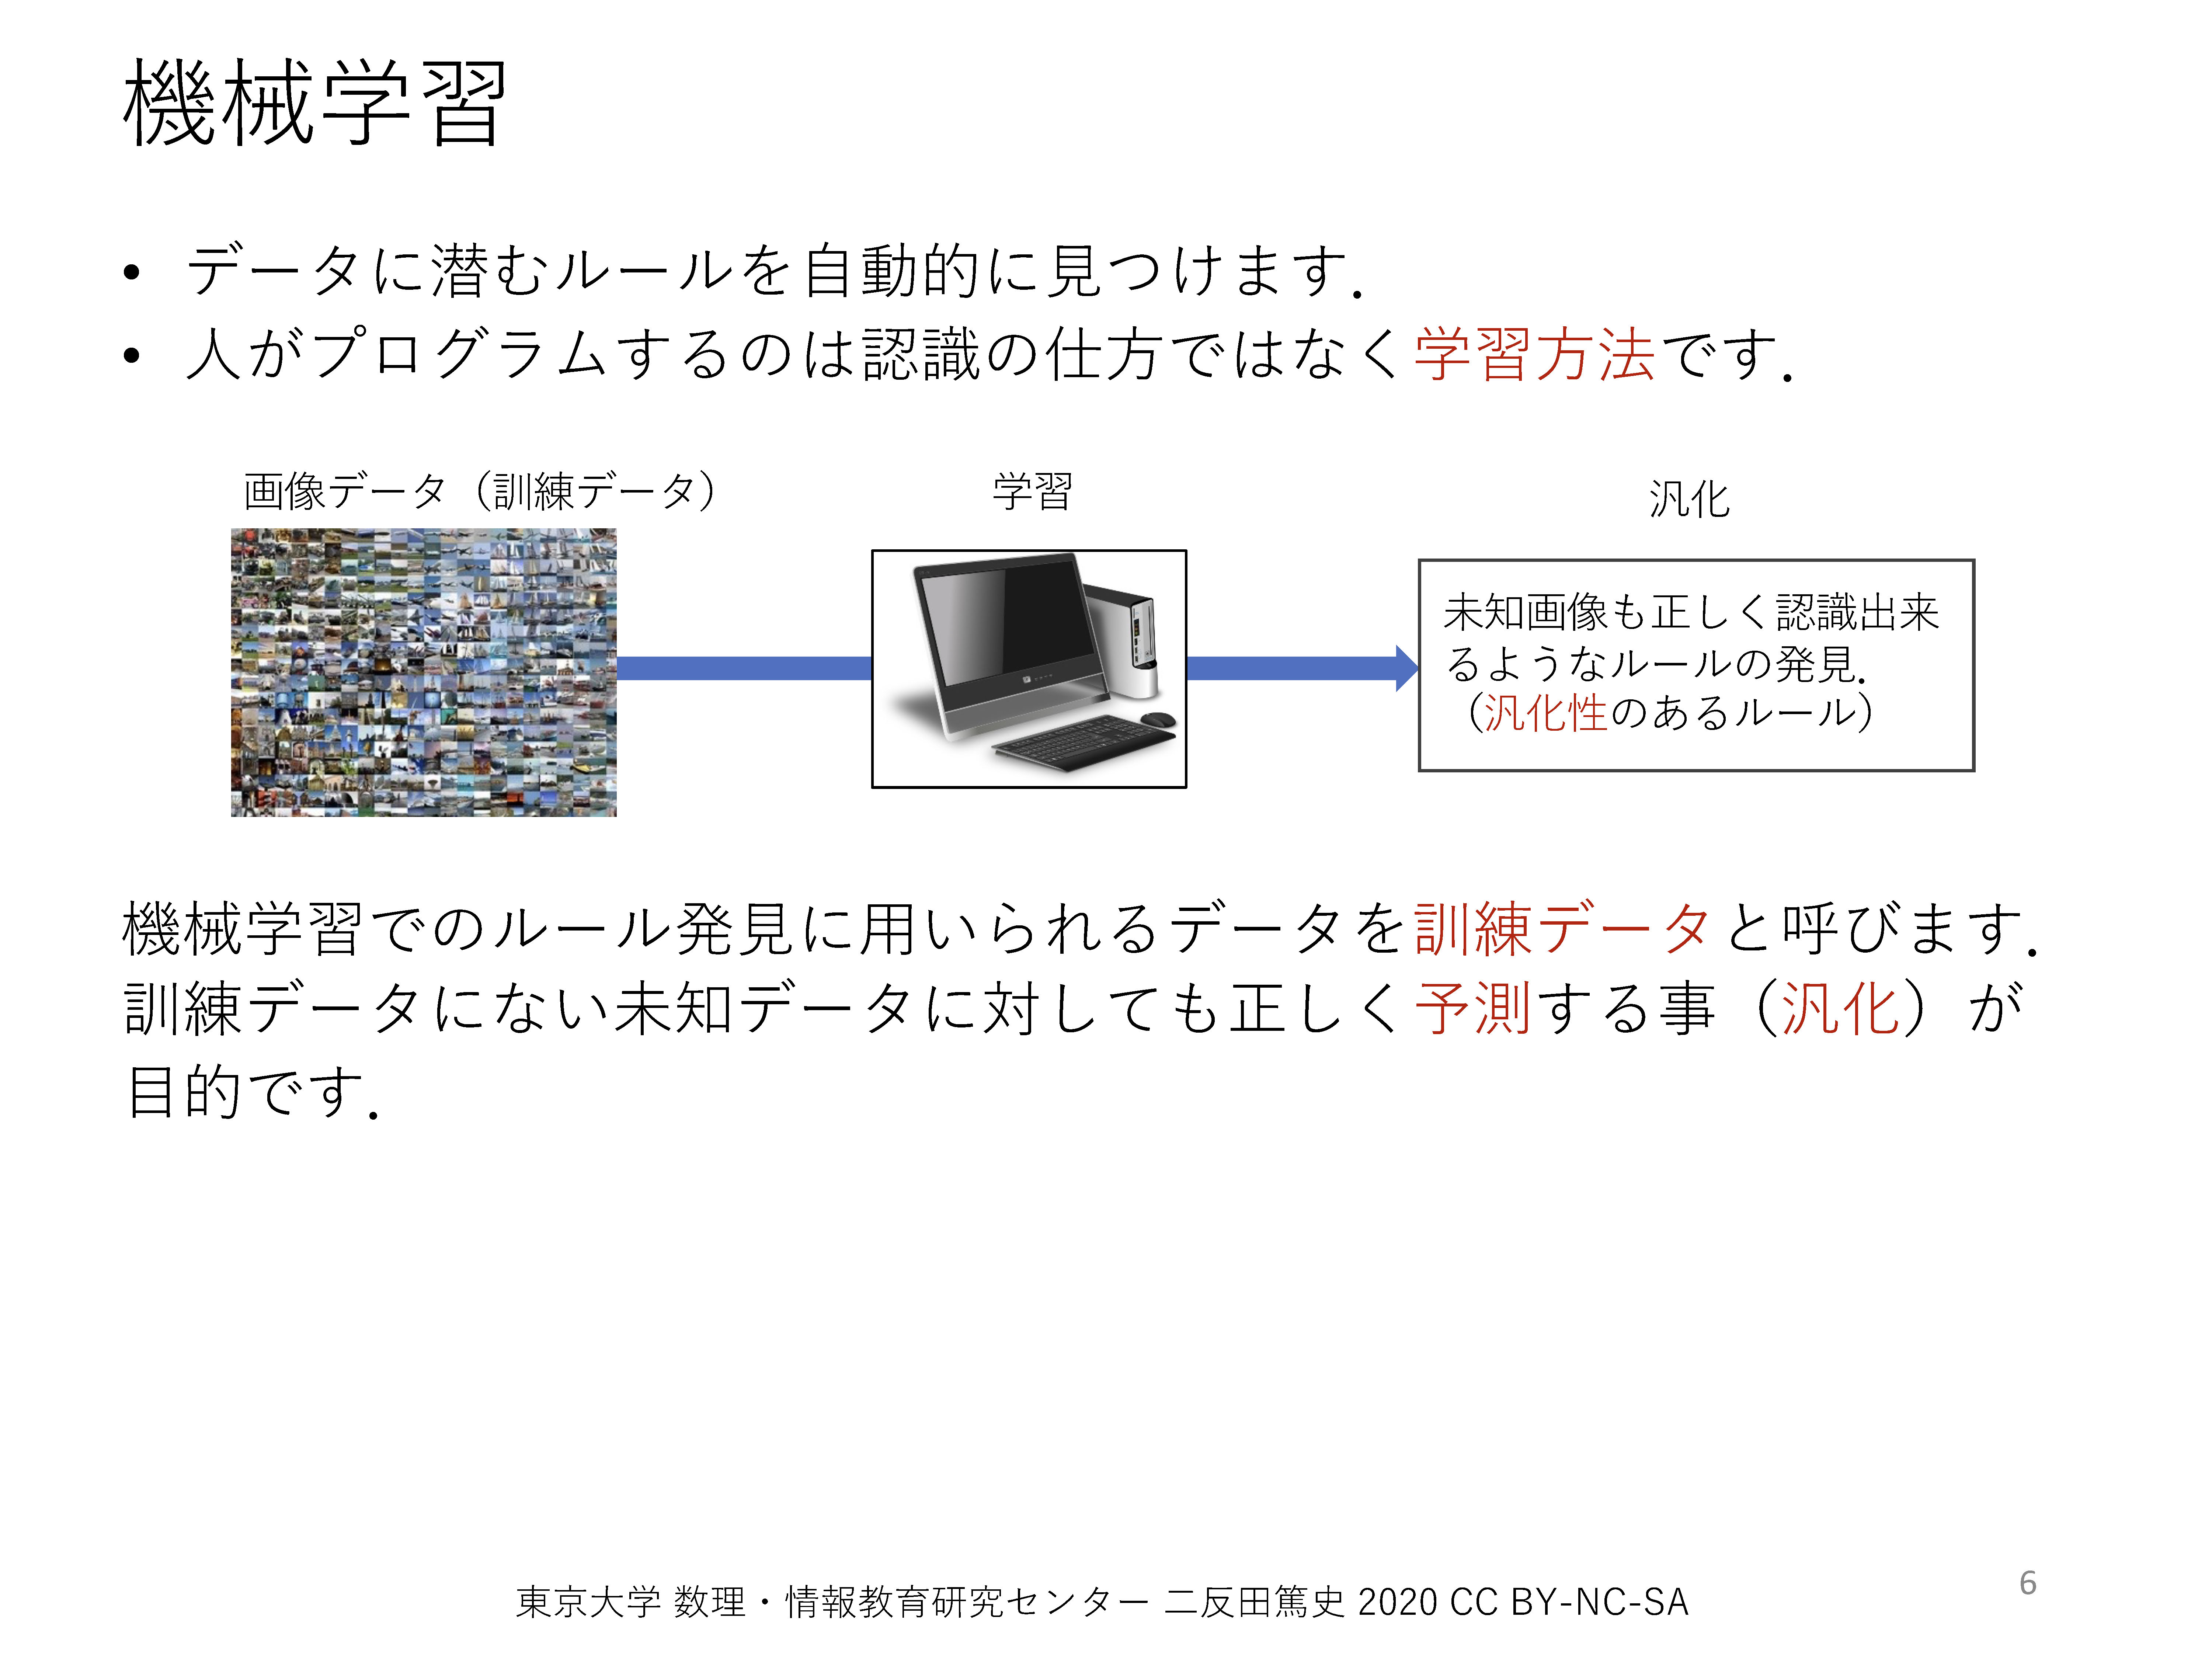 機械学習
• データに潜むルールを自動的に見つけます．
• 人がプログラムするのは認識の仕方ではなく学習方法です．
画像データ（訓練データ）
学習
汎化
未知画像も正しく認識出来
るようなルールの発見．
（汎化性のあるルール）
機械学習でのルール発見に用いられるデータを訓練データと呼びます．
訓練データにない未知データに対しても正しく予測する事（汎化）が
目的です．
東京大学 数理・情報教育研究センター 二反田篤史 2020 CC BY-NC-SA
6